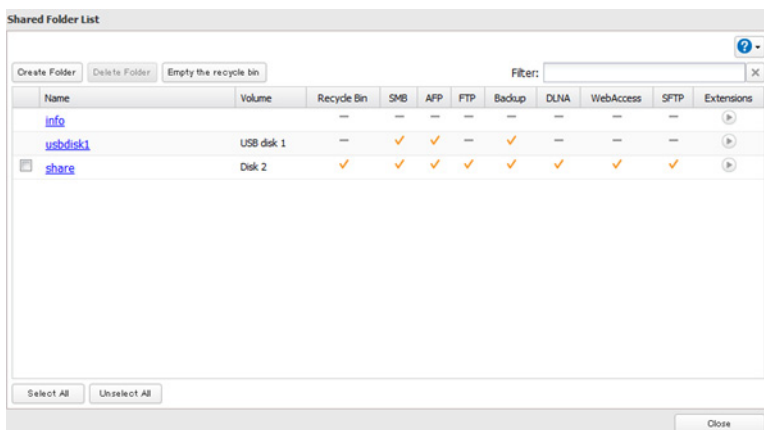 Shared Folder List
?
Create Folder Delete Folder Empty the recycle bin Filter:
Name Volume Recycle Bin SMB AFP FTP Backup DLNA WebAccess SFTP Extensions
info
usbdisk1 USB disk 1
share Disk 2
Select All Unselect All
Close